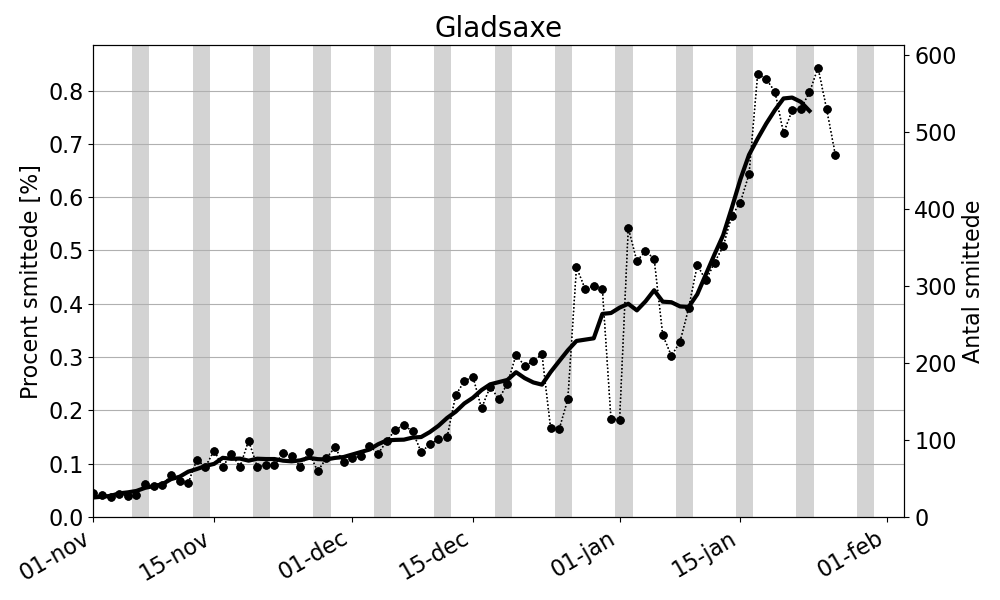 Gladsaxe
Procent smittede [%]
0.8
0.7
0.6
0.5
0.4
0.3
0.2
0.1
0.0
600
500
400
300
200
100
0
Antal smittede
01-nov
15-nov
01-dec
15-dec
01-jan
15-jan
01-feb